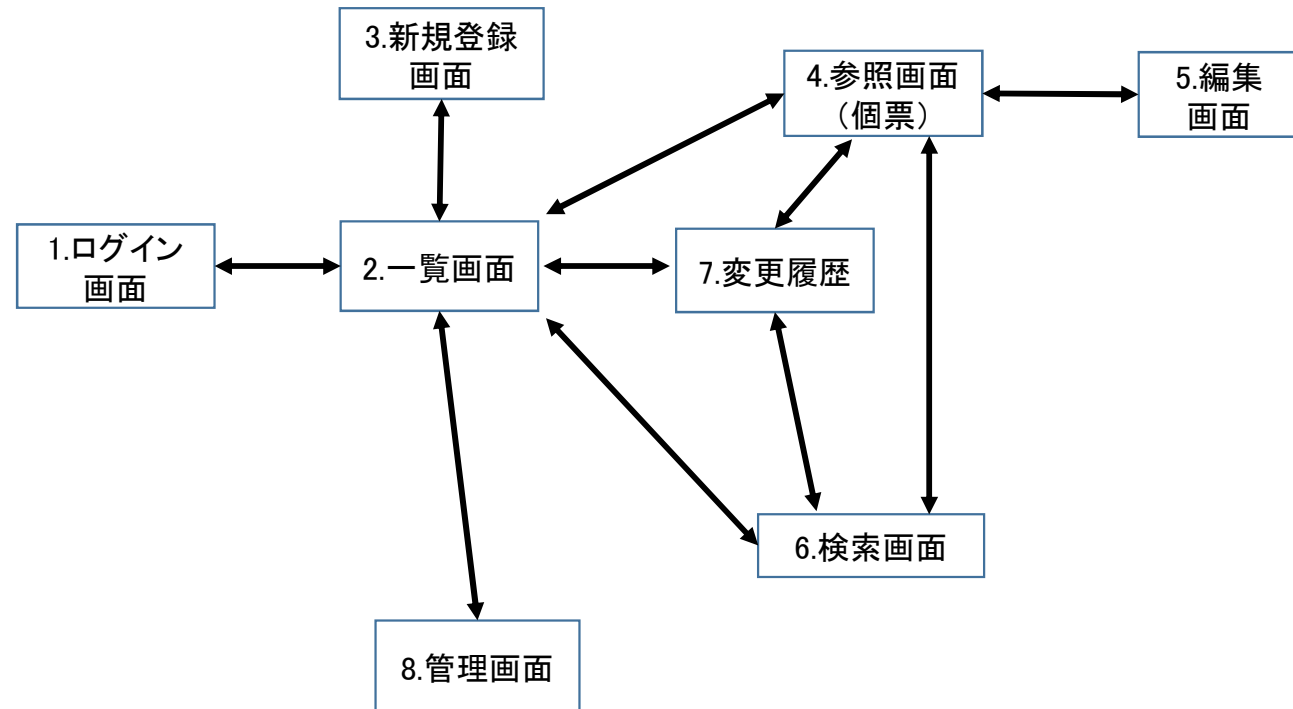 3.新規登録
画面
4.参照画面
（個票）
5.編集
画面
1.ログイン
画面
2.一覧画面
7.変更履歴
6.検索画面
8.管理画面